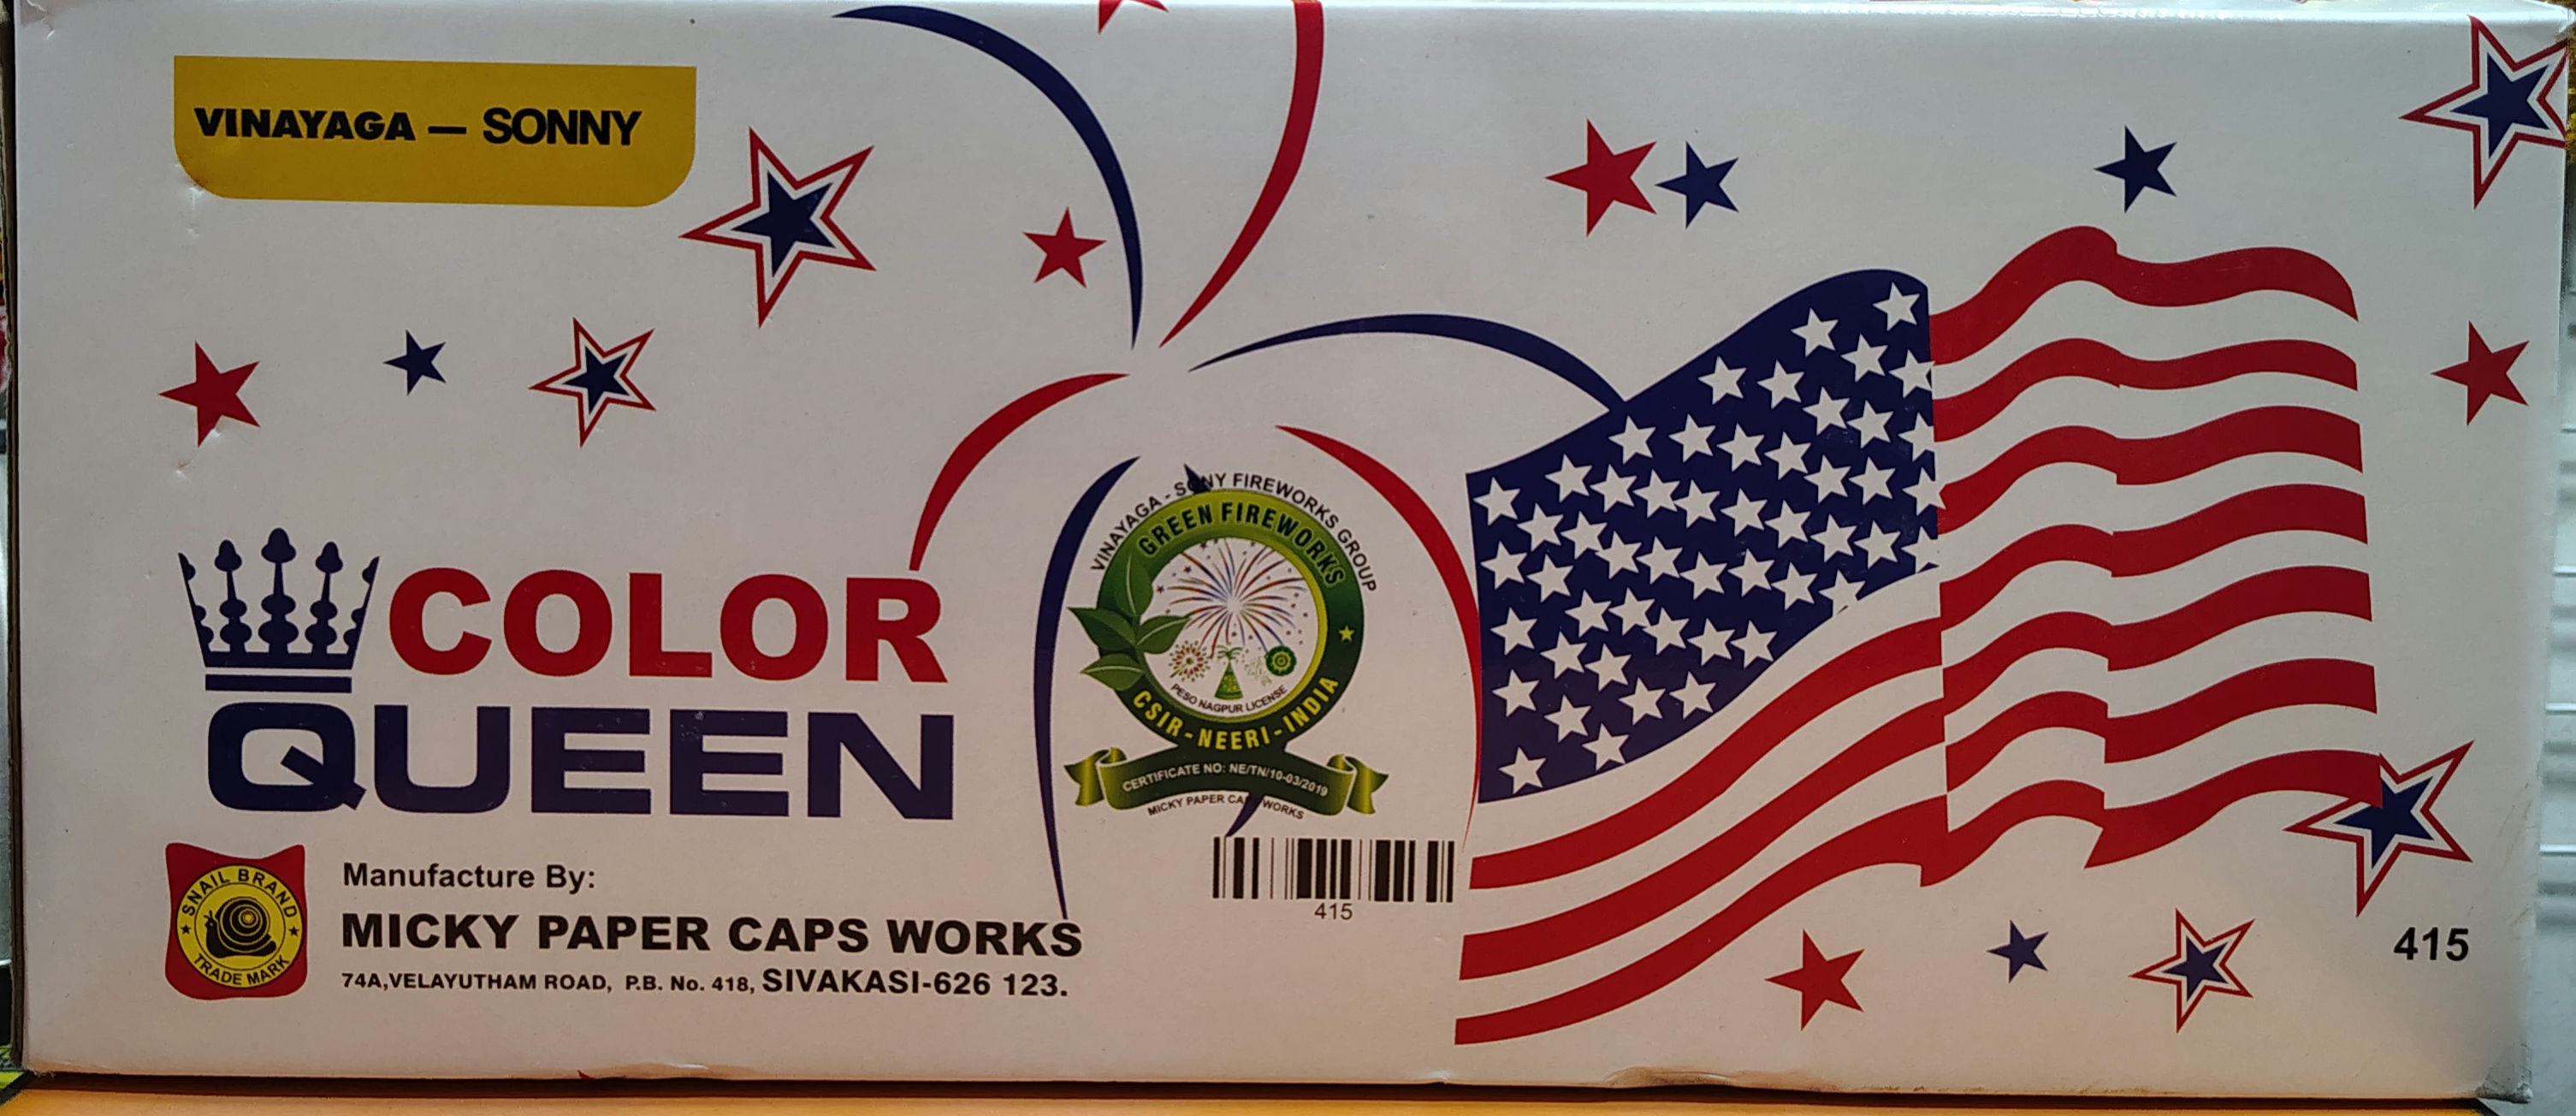 VINAYAGA — SONNY
COLOR
QUEEN
VINAYAGA - SONY FIREWORKS GROUP
GREEN FIREWORKS
PESO NAGPUR LICENSE
CSIR-NEERI-INDIA
CERTIFICATE NO: NE/TN/10-03/2019
MICKY PAPER CAPS WORKS
415
SNAIL BRAND
TRADE MARK
Manufacture By:
MICKY PAPER CAPS WORKS
74A,VELAYUTHAM ROAD, P.B. No. 418, SIVAKASI-626 123.
415